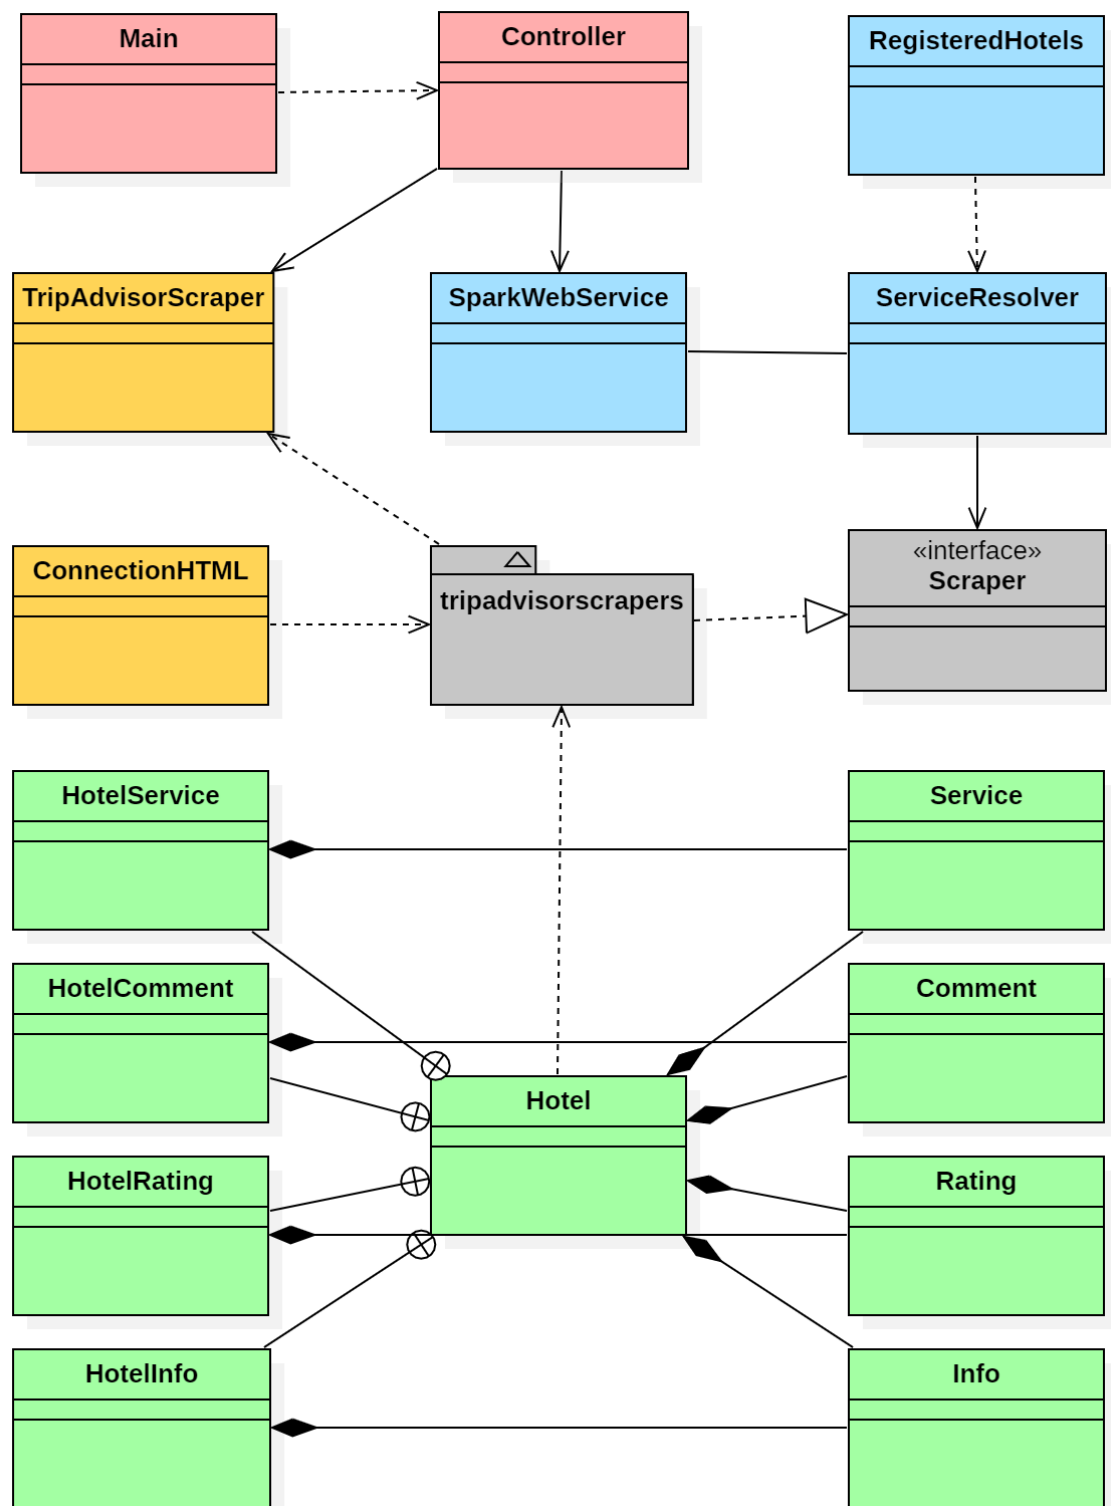 Main
Controller
RegisteredHotels
TripAdvisorScraper
SparkWebService
ServiceResolver
ConnectionHTML
tripadvisorscrapers
«interface»
Scraper
HotelService
Service
HotelComment
Comment
Hotel
HotelRating
Rating
HotelInfo
Info